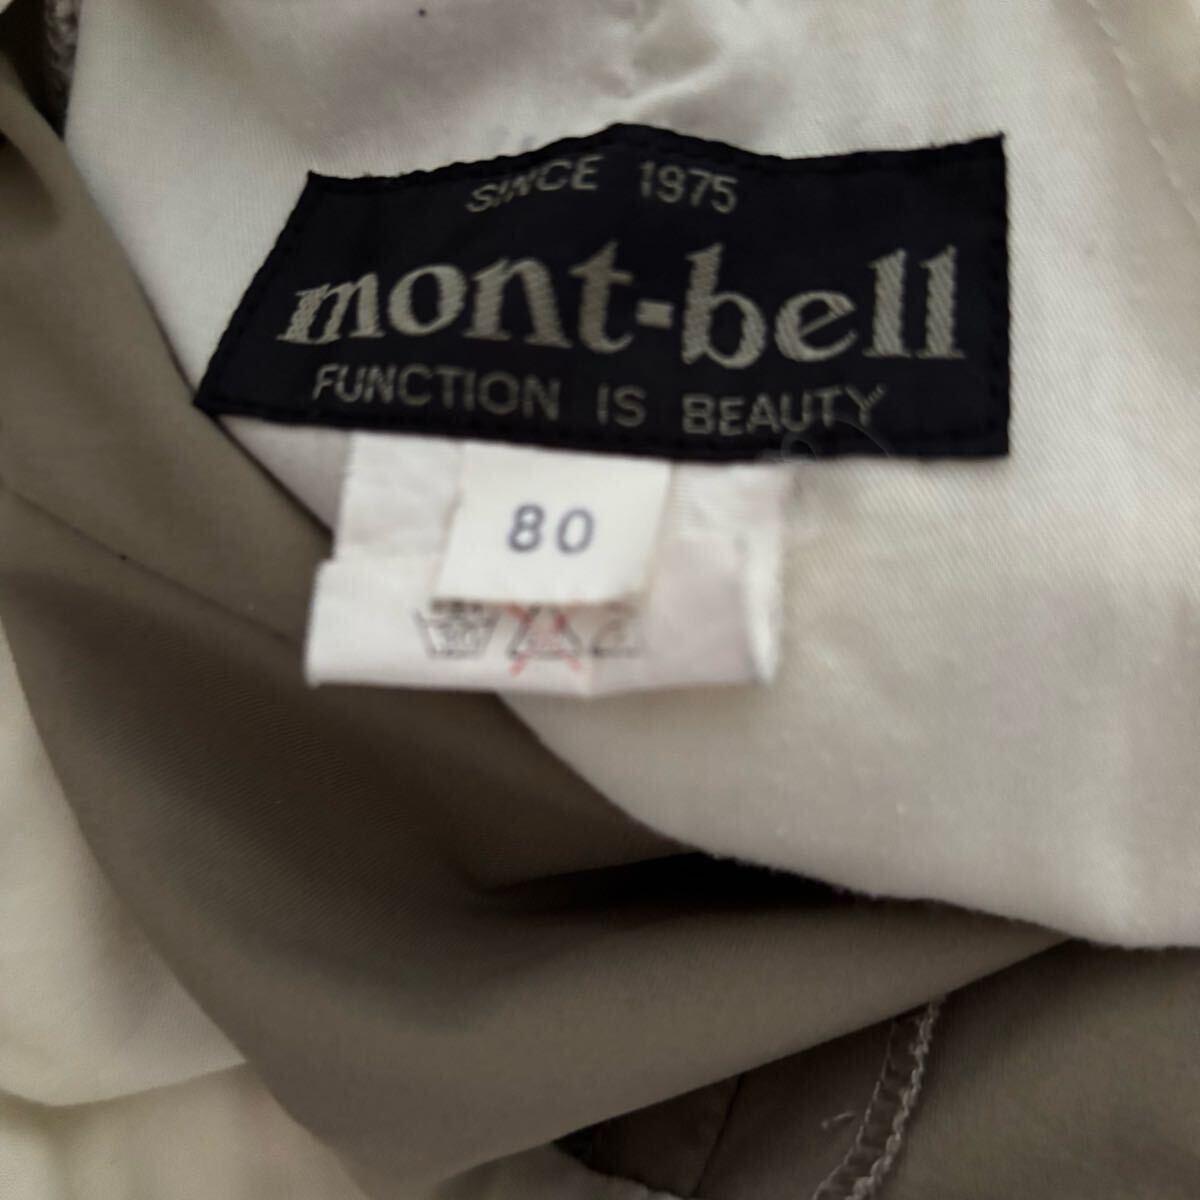 SINCE 1975
mont-bell
FUNCTION IS BEAUTY
80